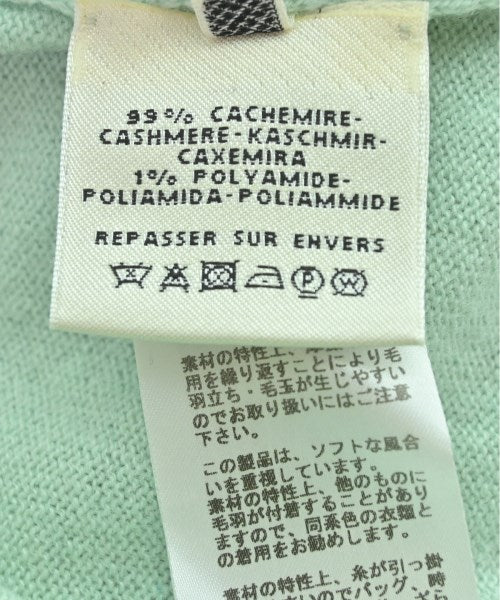 99% CACHEMIRE-
CASHMERE-KASCHMIR-
CAXEMIRA
1% POLYAMIDE-
POLIAMIDA-POLIAMMIDE
REPASSER SUR ENVERS
P W
素材の特性上、
用を繰り返すことにより毛
羽立ち・毛玉が生じやすい
のでお取り扱いにはご注意
下さい。
この製品は、ソフトな風合
いを重視しています。
素材の特性上、他のものに
毛羽が付着することがあり
ますので、同系色の衣類と
の着用をお勧めします。
素材の特性上、糸が引っ掛
いのでバッグ、時